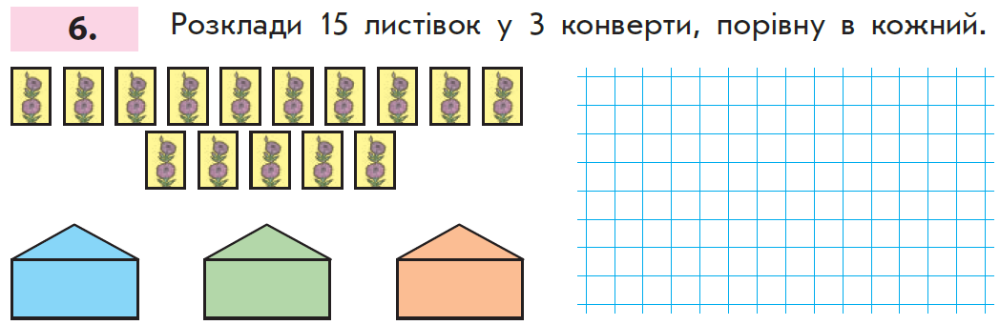 6. Розклади 15 листівок у 3 конверти, порівну в кожний.